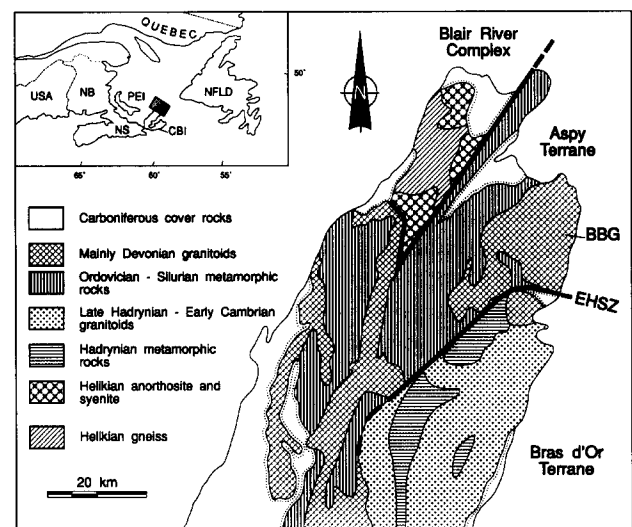 QUEBEC
USA
NB
PEI
NFLD
NS
CBI
50°
65°
60°
55°
N
Blair River
Complex
Aspy
Terrane
BBG
EHSZ
Bras d'Or
Terrane
Carboniferous cover rocks
Mainly Devonian granitoids
Ordovician - Silurian metamorphic
rocks
Late Hadrynian - Early Cambrian
granitoids
Hadrynian metamorphic
rocks
Helikian anorthosite and
syenite
Helikian gneiss
20 km